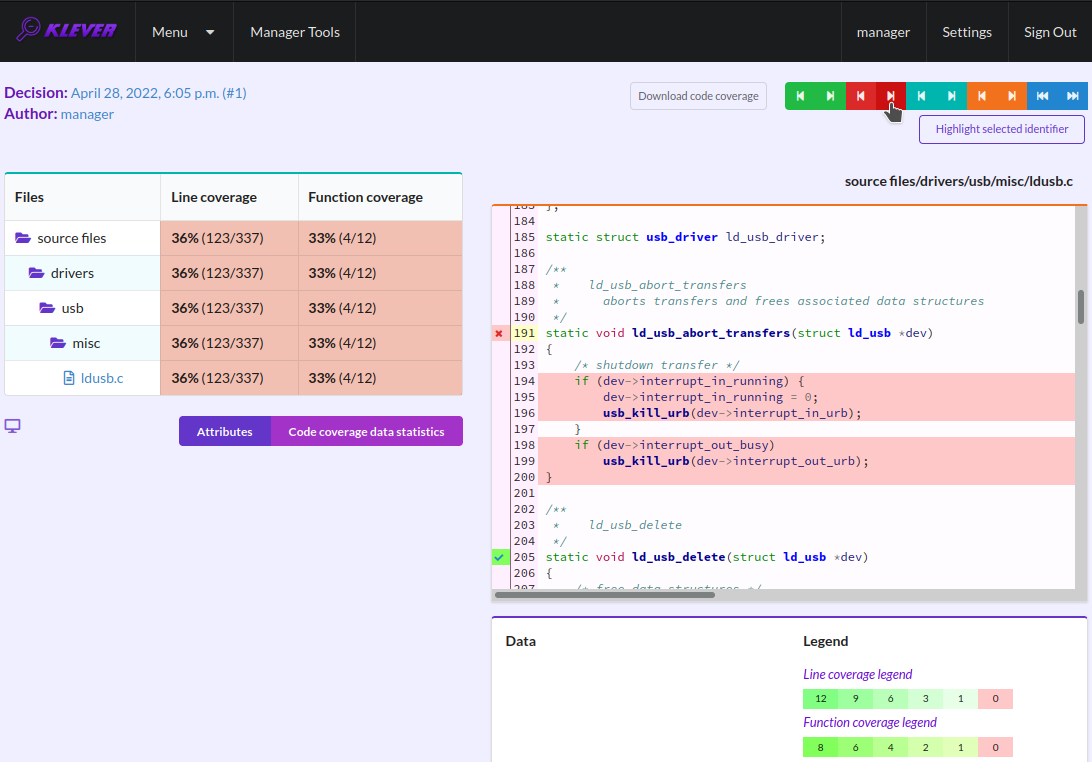 KLEVER Menu Manager Tools manager Settings Sign Out
Decision: April 28, 2022, 6:05 p.m. (#1)
Author: manager
Download code coverage
Highlight selected identifier
Files Line coverage Function coverage
source files 36% (123/337) 33% (4/12)
drivers 36% (123/337) 33% (4/12)
usb 36% (123/337) 33% (4/12)
misc 36% (123/337) 33% (4/12)
ldusb.c 36% (123/337) 33% (4/12)
Attributes Code coverage data statistics
source files/drivers/usb/misc/ldusb.c
183 };
184
185 static struct usb_driver ld_usb_driver;
186
187 /**
188 *    ld_usb_abort_transfers
189 *      aborts transfers and frees associated data structures
190 */
191 static void ld_usb_abort_transfers(struct ld_usb *dev)
192 {
193     /* shutdown transfer */
194     if (dev->interrupt_in_running) {
195         dev->interrupt_in_running = 0;
196         usb_kill_urb(dev->interrupt_in_urb);
197     }
198     if (dev->interrupt_out_busy)
199         usb_kill_urb(dev->interrupt_out_urb);
200 }
201
202 /**
203 *    ld_usb_delete
204 */
205 static void ld_usb_delete(struct ld_usb *dev)
206 {
207     /* free data structures */
Data
Legend
Line coverage legend
12 9 6 3 1 0
Function coverage legend
8 6 4 2 1 0